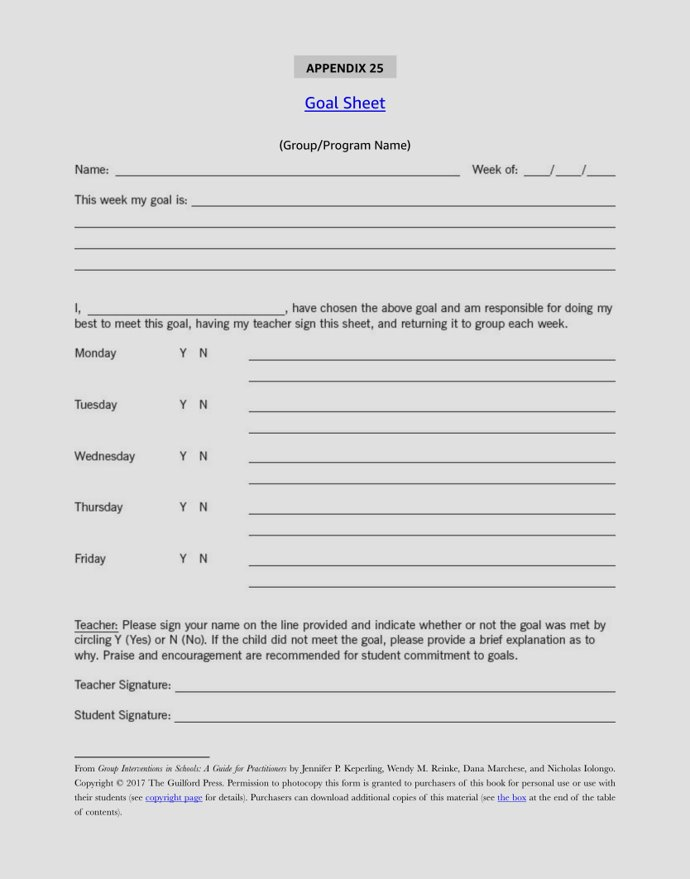 APPENDIX 25
Goal Sheet
(Group/Program Name)
Name: ____________ Week of: ____/____/____
This week my goal is: ____________
I, ____________, have chosen the above goal and am responsible for doing my
best to meet this goal, having my teacher sign this sheet, and returning it to group each week.
Monday Y N
Tuesday Y N
Wednesday Y N
Thursday Y N
Friday Y N
Teacher: Please sign your name on the line provided and indicate whether or not the goal was met by
circling Y (Yes) or N (No). If the child did not meet the goal, please provide a brief explanation as to
why. Praise and encouragement are recommended for student commitment to goals.
Teacher Signature: ____________
Student Signature: ____________
From Group Interventions in Schools: A Guide for Practitioners by Jennifer P. Keperling, Wendy M. Reinke, Dana Marchese, and Nicholas Ialongo.
Copyright © 2017 The Guilford Press. Permission to photocopy this form is granted to purchasers of this book for personal use or use with
their students (see copyright page for details). Purchasers can download additional copies of this material (see the box at the end of the table
of contents).